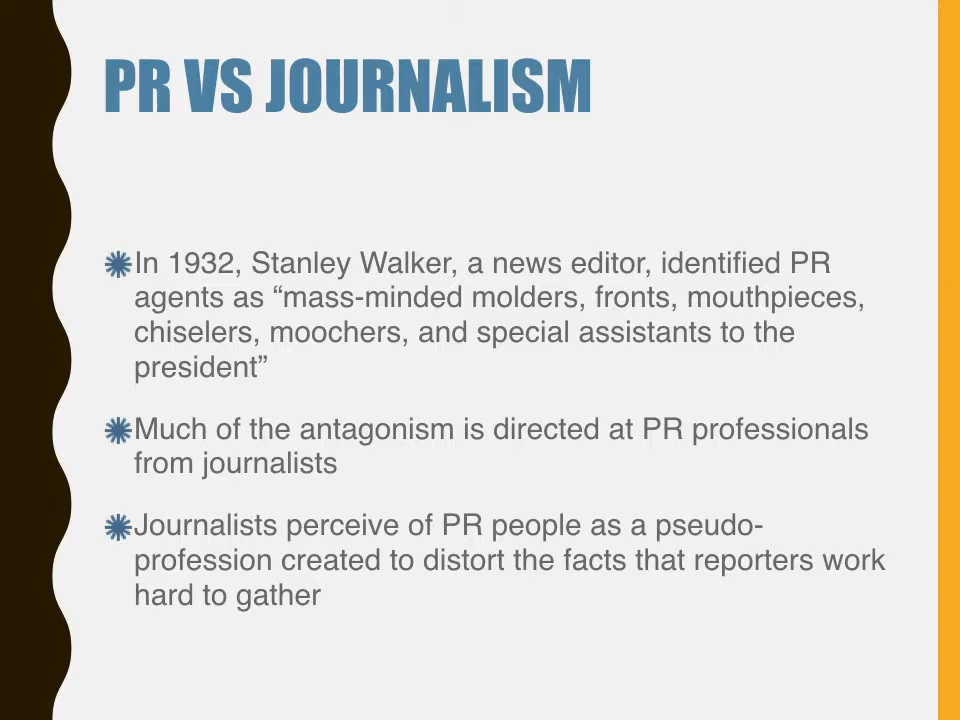 PR VS JOURNALISM
In 1932, Stanley Walker, a news editor, identified PR
agents as “mass-minded molders, fronts, mouthpieces,
chiselers, moochers, and special assistants to the
president”
Much of the antagonism is directed at PR professionals
from journalists
Journalists perceive of PR people as a pseudo-
profession created to distort the facts that reporters work
hard to gather